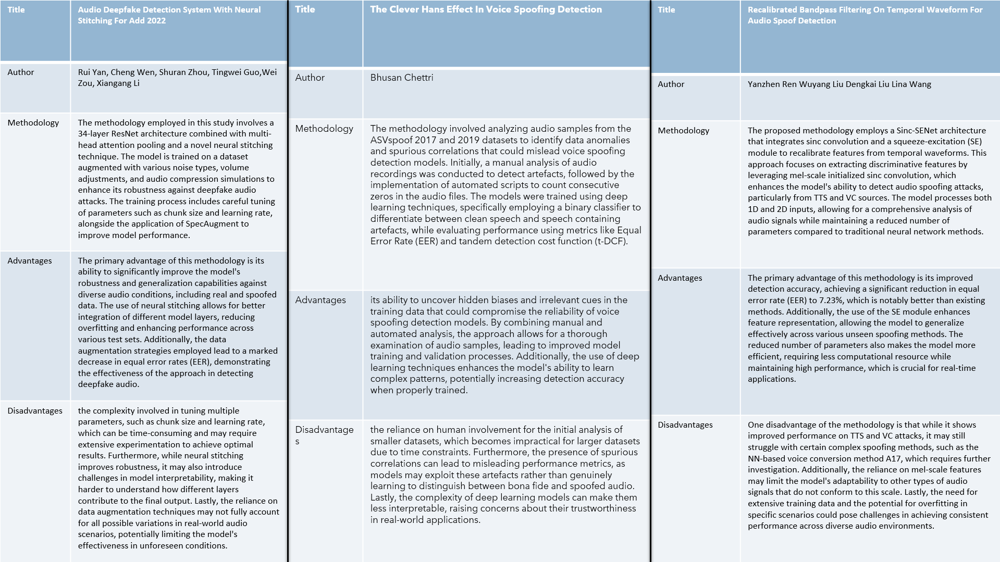 Title
Audio Deepfake Detection System With Neural
Stitching For Add 2022
Author
Rui Yan, Cheng Wen, Shuran Zhou, Tingwei Guo,Wei
Zou, Xiangang Li
Methodology
The methodology employed in this study involves a
34-layer ResNet architecture combined with multi-
head attention pooling and a novel neural stitching
technique. The model is trained on a dataset
augmented with various noise types, volume
adjustments, and audio compression simulations to
enhance its robustness against deepfake audio
attacks. The training process includes careful tuning
of parameters such as chunk size and learning rate,
alongside the application of SpecAugment to
improve model performance.
Advantages
The primary advantage of this methodology is its
ability to significantly improve the model's
robustness and generalization capabilities against
diverse audio conditions, including real and spoofed
data. The use of neural stitching allows for better
integration of different model layers, reducing
overfitting and enhancing performance across
various test sets. Additionally, the data
augmentation strategies employed lead to a marked
decrease in equal error rates (EER), demonstrating
the effectiveness of the approach in detecting
deepfake audio.
Disadvantages
the complexity involved in tuning multiple
parameters, such as chunk size and learning rate,
which can be time-consuming and may require
extensive experimentation to achieve optimal
results. Furthermore, while neural stitching
improves robustness, it may also introduce
challenges in model interpretability, making it
harder to understand how different layers
contribute to the final output. Lastly, the reliance on
data augmentation techniques may not fully account
for all possible variations in real-world audio
scenarios, potentially limiting the model's
effectiveness in unforeseen conditions.
Title
The Clever Hans Effect In Voice Spoofing Detection
Author
Bhusan Chettri
Methodology
The methodology involved analyzing audio samples from the
ASVspoof 2017 and 2019 datasets to identify data anomalies
and spurious correlations that could mislead voice spoofing
detection models. Initially, a manual analysis of audio
recordings was conducted to detect artefacts, followed by the
implementation of automated scripts to count consecutive
zeros in the audio files. The models were trained using deep
learning techniques, specifically employing a binary classifier to
differentiate between clean speech and speech containing
artefacts, while evaluating performance using metrics like Equal
Error Rate (EER) and tandem detection cost function (t-DCF).
Advantages
its ability to uncover hidden biases and irrelevant cues in the
training data that could compromise the reliability of voice
spoofing detection models. By combining manual and
automated analysis, the approach allows for a thorough
examination of audio samples, leading to improved model
training and validation processes. Additionally, the use of deep
learning techniques enhances the model's ability to learn
complex patterns, potentially increasing detection accuracy
when properly trained.
Disadvantage
s
the reliance on human involvement for the initial analysis of
smaller datasets, which becomes impractical for larger datasets
due to time constraints. Furthermore, the presence of spurious
correlations can lead to misleading performance metrics, as
models may exploit these artefacts rather than genuinely
learning to distinguish between bona fide and spoofed audio.
Lastly, the complexity of deep learning models can make them
less interpretable, raising concerns about their trustworthiness
in real-world applications.
Title
Recalibrated Bandpass Filtering On Temporal Waveform For
Audio Spoof Detection
Author
Yanzhen Ren Wuyang Liu Dengkai Liu Lina Wang
Methodology
The proposed methodology employs a Sinc-SENet architecture
that integrates sinc convolution and a squeeze-excitation (SE)
module to recalibrate features from temporal waveforms. This
approach focuses on extracting discriminative features by
leveraging mel-scale initialized sinc convolution, which
enhances the model's ability to detect audio spoofing attacks,
particularly from TTS and VC sources. The model processes both
1D and 2D inputs, allowing for a comprehensive analysis of
audio signals while maintaining a reduced number of
parameters compared to traditional neural network methods.
Advantages
The primary advantage of this methodology is its improved
detection accuracy, achieving a significant reduction in equal
error rate (EER) to 7.23%, which is notably better than existing
methods. Additionally, the use of the SE module enhances
feature representation, allowing the model to generalize
effectively across various unseen spoofing methods. The
reduced number of parameters also makes the model more
efficient, requiring less computational resource while
maintaining high performance, which is crucial for real-time
applications.
Disadvantages
One disadvantage of the methodology is that while it shows
improved performance on TTS and VC attacks, it may still
struggle with certain complex spoofing methods, such as the
NN-based voice conversion method A17, which requires further
investigation. Additionally, the reliance on mel-scale features
may limit the model's adaptability to other types of audio
signals that do not conform to this scale. Lastly, the need for
extensive training data and the potential for overfitting in
specific scenarios could pose challenges in achieving consistent
performance across diverse audio environments.